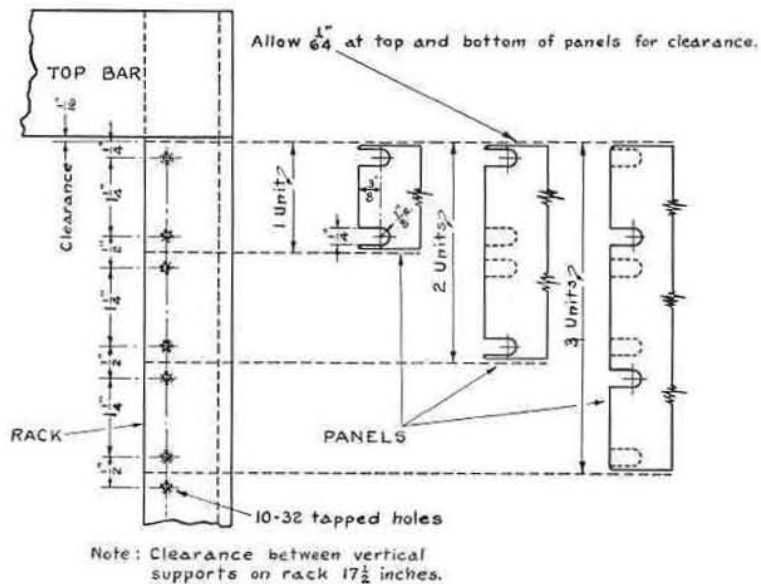 Allow 1/64" at top and bottom of panels for clearance.
TOP BAR
1/16"
Clearance
1/4"
1 1/4"
1/2"
1 1/4"
1/2"
1 1/4"
1/2"
1 Unit
3/8"
1/4"
2 Units
3 Units
RACK
PANELS
10-32 tapped holes
Note: Clearance between vertical
supports on rack 17 1/2 inches.